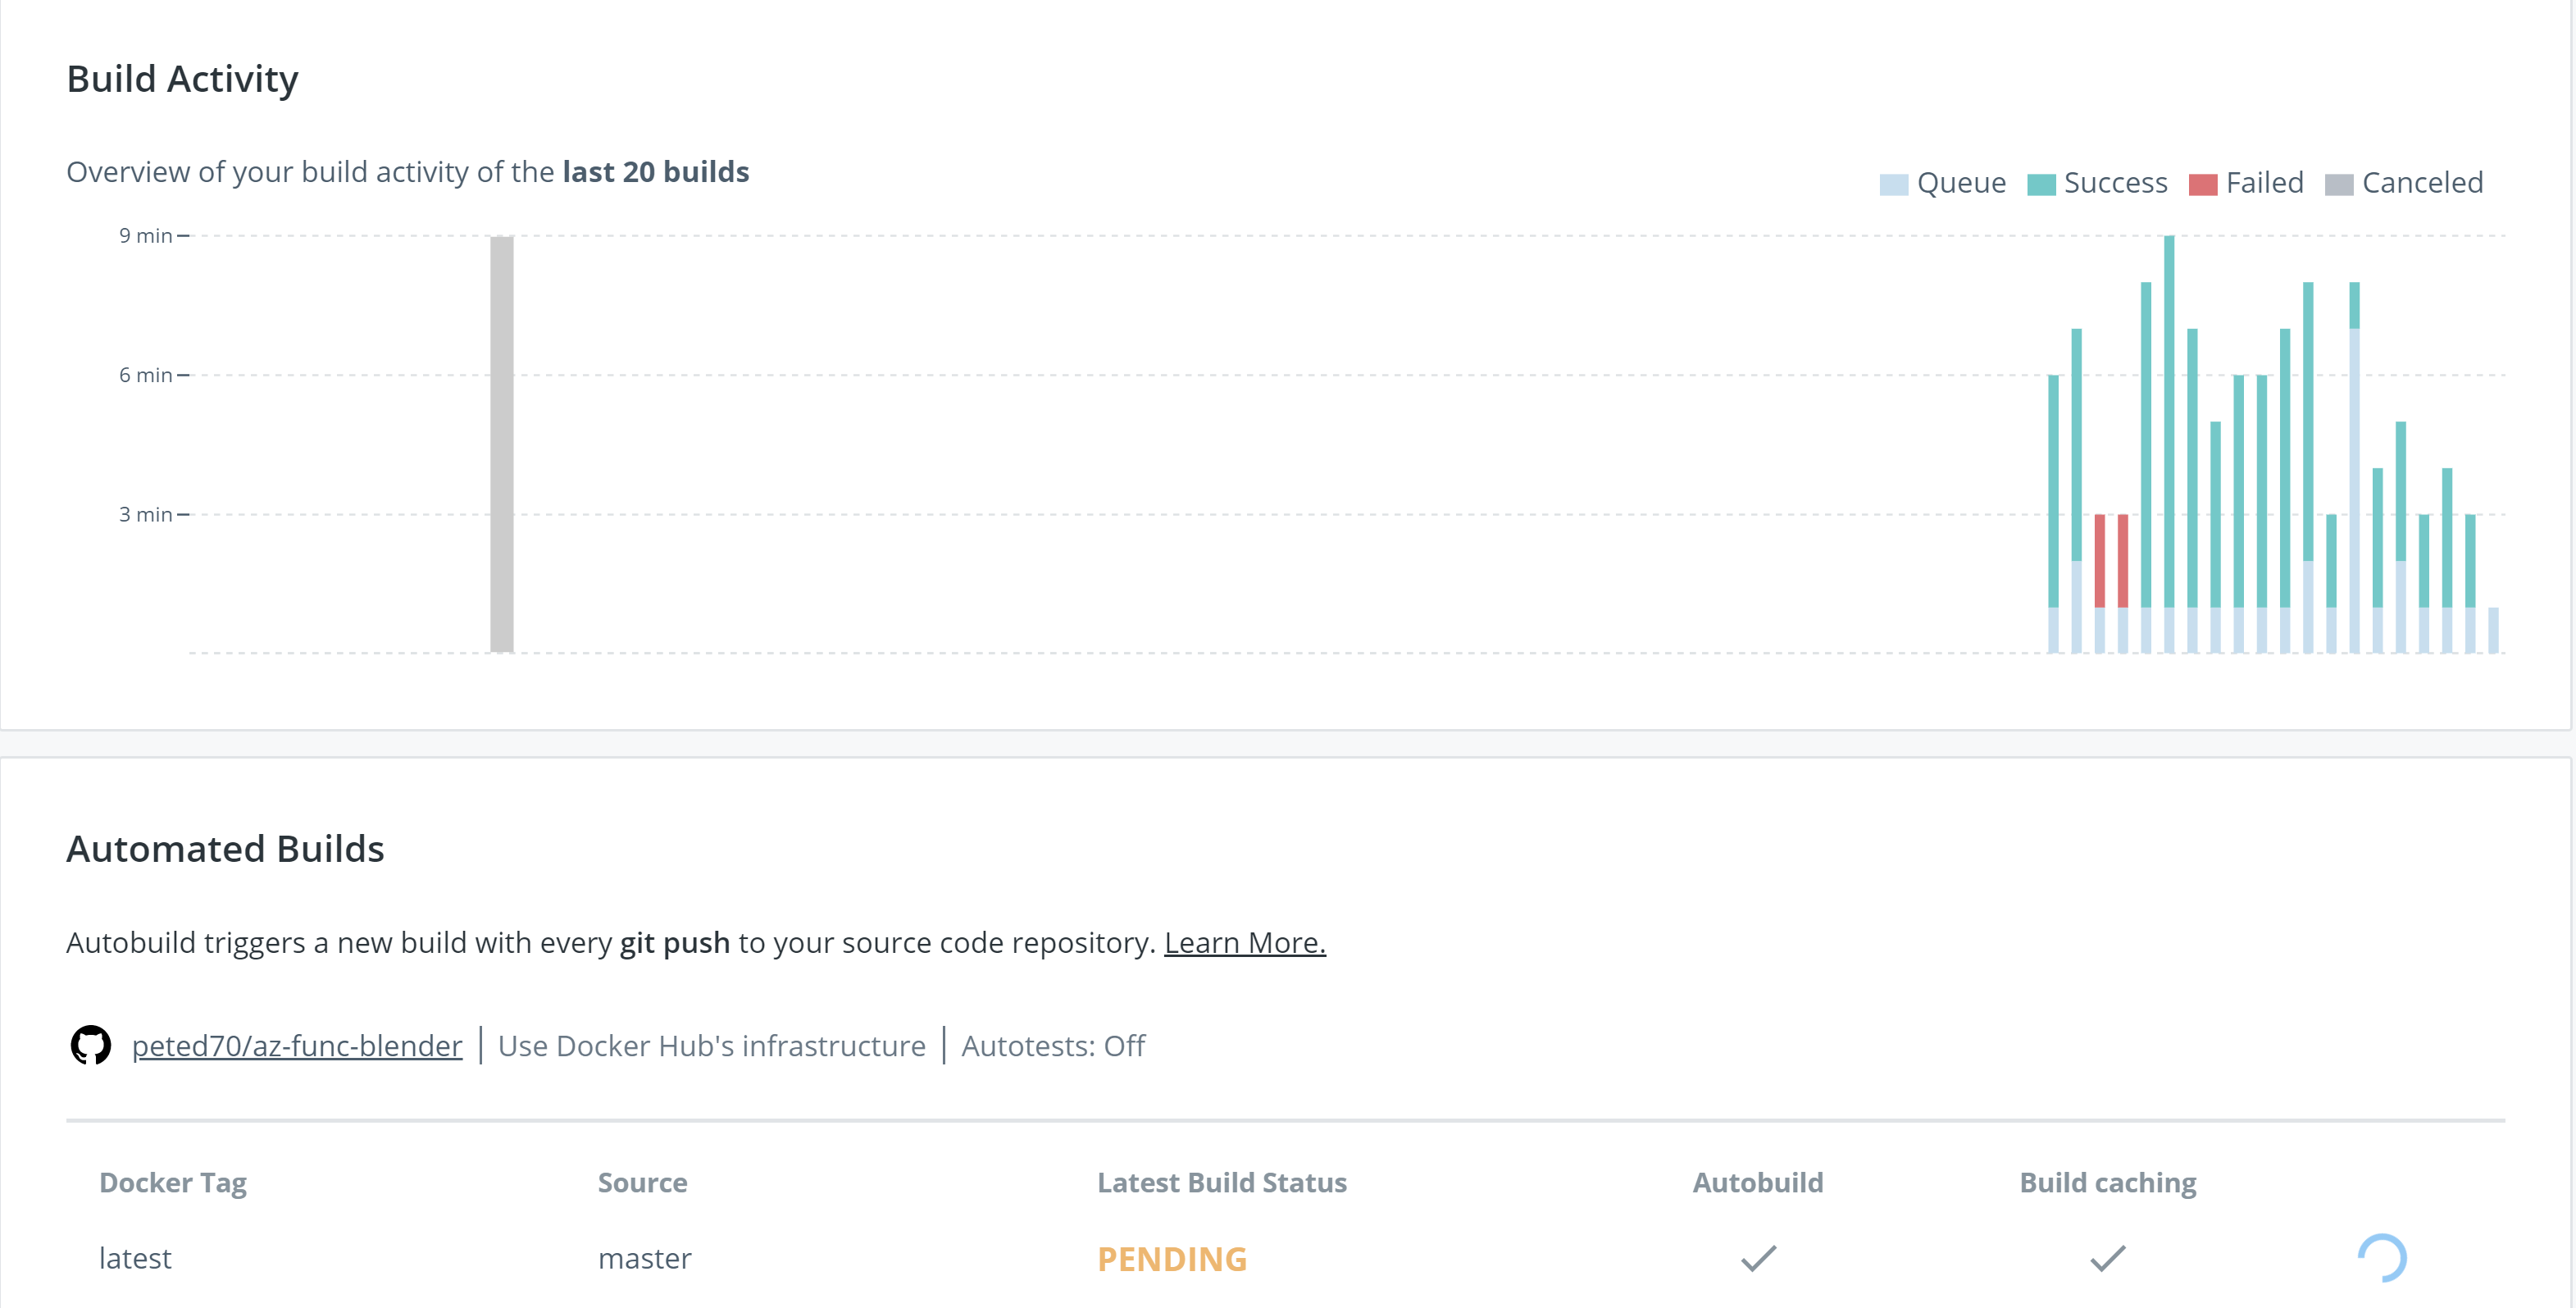 Build Activity
Overview of your build activity of the last 20 builds
Queue Success Failed Canceled
9 min
6 min
3 min
Automated Builds
Autobuild triggers a new build with every git push to your source code repository. Learn More.
peted70/az-func-blender | Use Docker Hub's infrastructure | Autotests: Off
Docker Tag Source Latest Build Status Autobuild Build caching
latest master PENDING